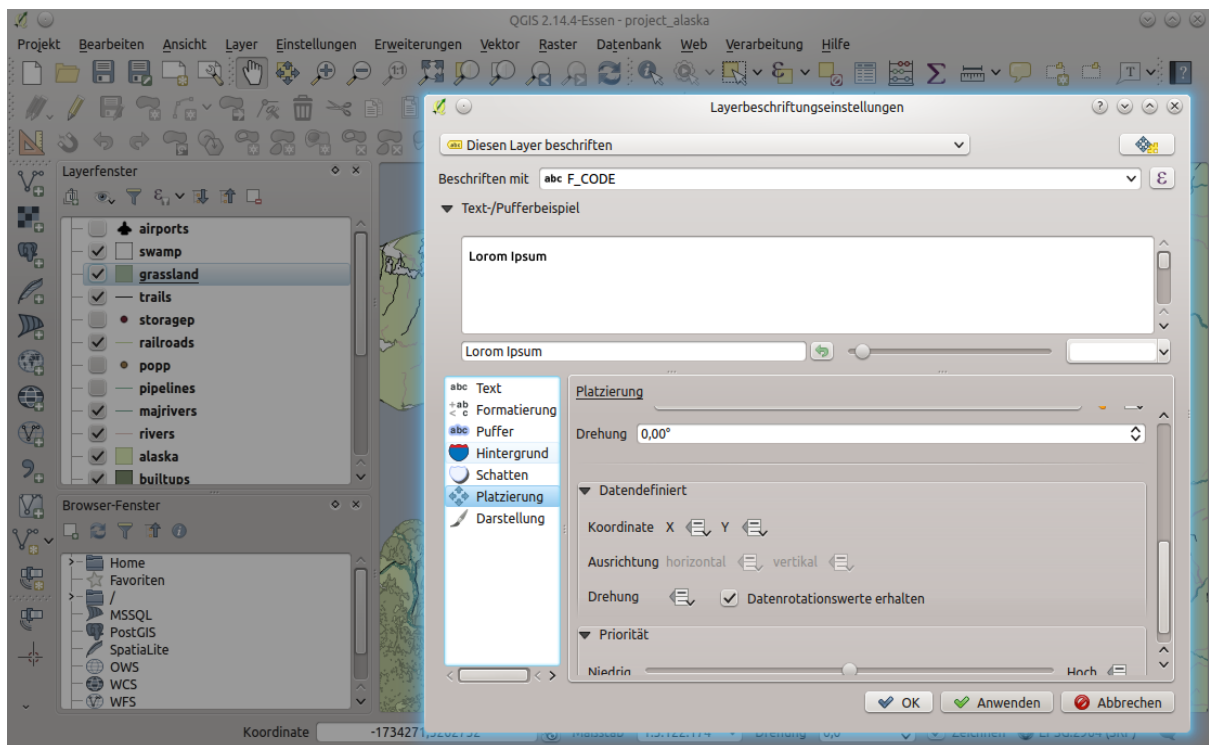 QGIS 2.14.4-Essen - project_alaska
Projekt Bearbeiten Ansicht Layer Einstellungen Erweiterungen Vektor Raster Datenbank Web Verarbeitung Hilfe
Layerbeschriftungseinstellungen
Diesen Layer beschriften
Beschriften mit abc F_CODE
Text-/Pufferbeispiel
Lorom Ipsum
Lorom Ipsum
Layerfenster
airports
swamp
grassland
trails
storagep
railroads
popp
pipelines
majrivers
rivers
alaska
builtups
Browser-Fenster
Home
Favoriten
/
MSSQL
PostGIS
SpatiaLite
OWS
WCS
WFS
abc Text
+ab < c Formatierung
abc Puffer
Hintergrund
Schatten
Platzierung
Darstellung
Platzierung
Drehung 0,00°
Datendefiniert
Koordinate X Y
Ausrichtung horizontal vertikal
Drehung Datenrotationswerte erhalten
Priorität
Niedrig Hoch
OK Anwenden Abbrechen
Koordinate